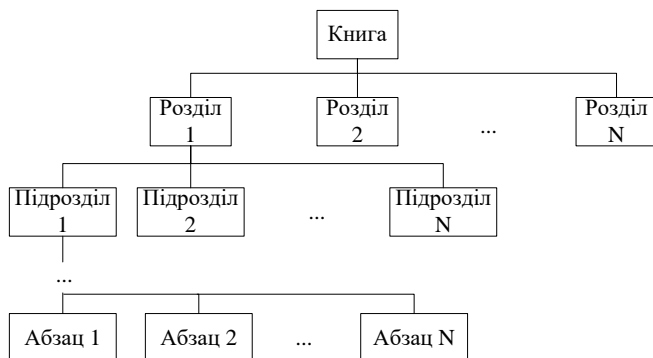 Книга
Розділ
1
Розділ
2
...
Розділ
N
Підрозділ
1
Підрозділ
2
...
Підрозділ
N
...
Абзац 1
Абзац 2
...
Абзац N